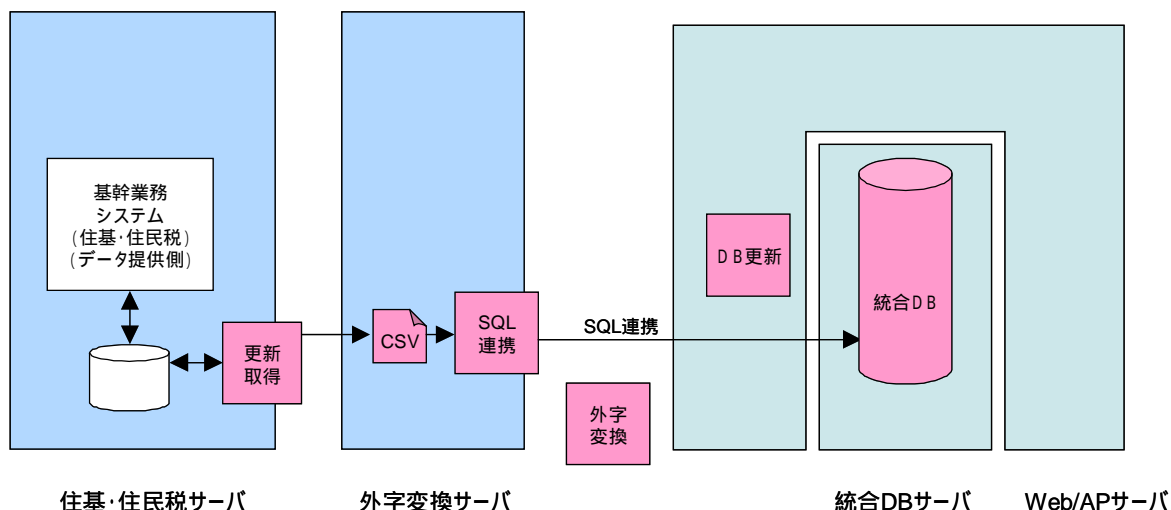 基幹業務
システム
(住基・住民税)
(データ提供側)
更新
取得
CSV
SQL
連携
SQL連携
外字
変換
DB更新
統合DB
住基・住民税サーバ
外字変換サーバ
統合DBサーバ
Web/APサーバ